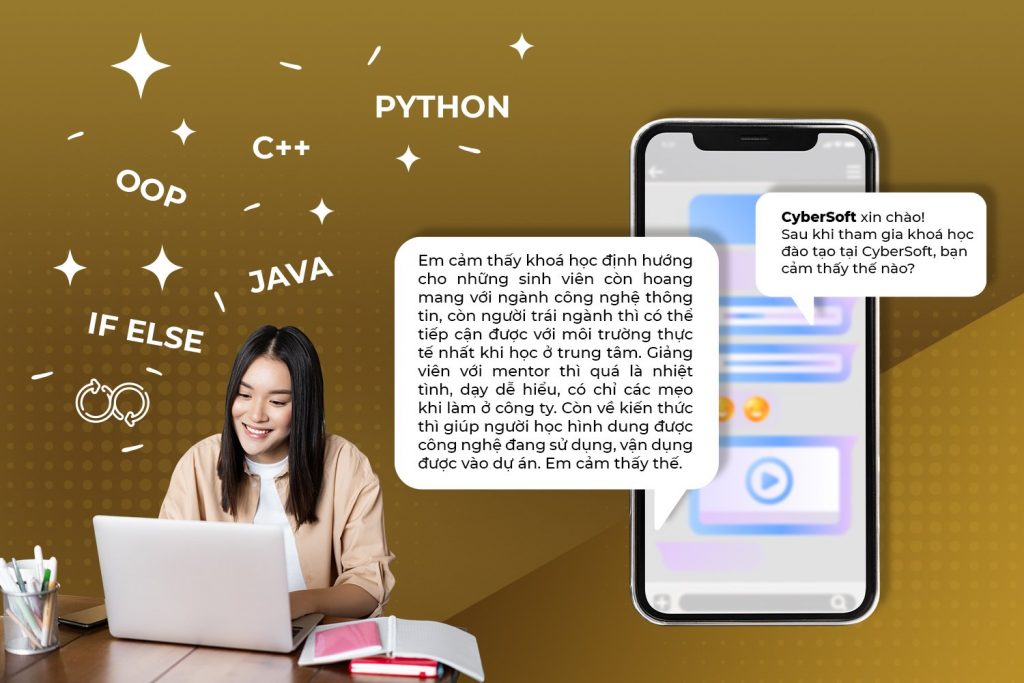 PYTHON
C++
OOP
JAVA
IF ELSE
CyberSoft xin chào!
Sau khi tham gia khoá học
đào tạo tại CyberSoft, bạn
cảm thấy thế nào?
Em cảm thấy khoá học định hướng
cho những sinh viên còn hoang
mang với ngành công nghệ thông
tin, còn người trái ngành thì có thể
tiếp cận được với môi trường thực
tế nhất khi học ở trung tâm. Giảng
viên với mentor thì quá là nhiệt
tình, dạy dễ hiểu, có chỉ các mẹo
khi làm ở công ty. Còn về kiến thức
thì giúp người học hình dung được
công nghệ đang sử dụng, vận dụng
được vào dự án. Em cảm thấy thế.